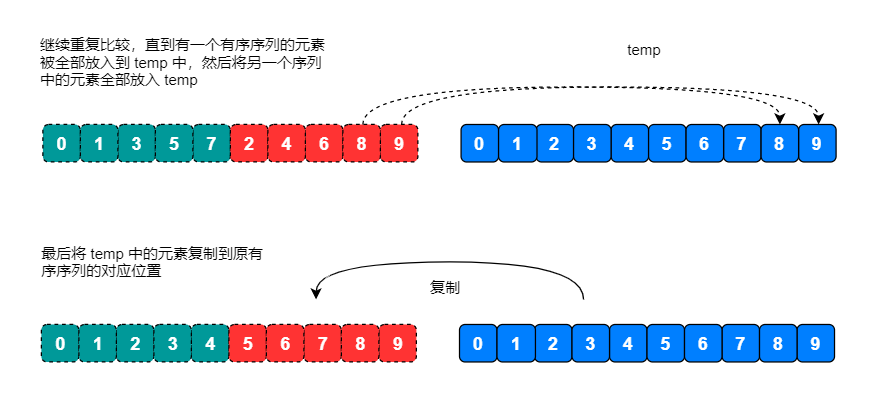 继续重复比较，直到有一个有序序列的元素
被全部放入到 temp 中，然后将另一个序列
中的元素全部放入 temp
temp
0 1 3 5 7 2 4 6 8 9
0 1 2 3 4 5 6 7 8 9
最后将 temp 中的元素复制到原有
序序列的对应位置
复制
0 1 2 3 4 5 6 7 8 9
0 1 2 3 4 5 6 7 8 9